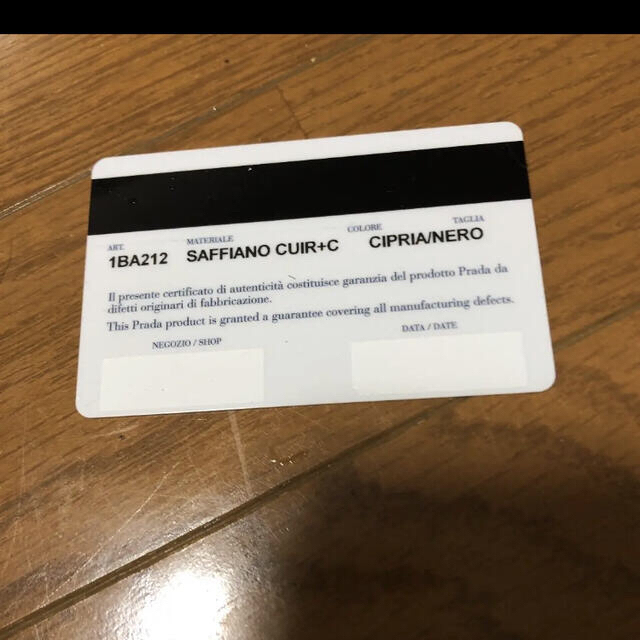 ART. MATERIALE COLORE TAGLIA
1BA212 SAFFIANO CUIR+C CIPRIA/NERO
Il presente certificato di autenticità costituisce garanzia del prodotto Prada da
difetti originari di fabbricazione.
This Prada product is granted a guarantee covering all manufacturing defects.
NEGOZIO / SHOP DATA / DATE